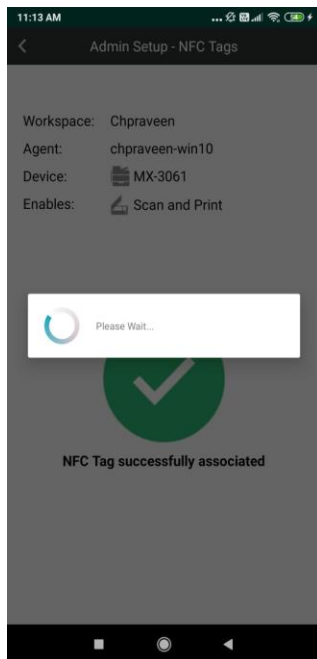 11:13 AM
54
Admin Setup - NFC Tags
Workspace: Chpraveen
Agent: chpraveen-win10
Device: MX-3061
Enables: Scan and Print
Please Wait...
NFC Tag successfully associated